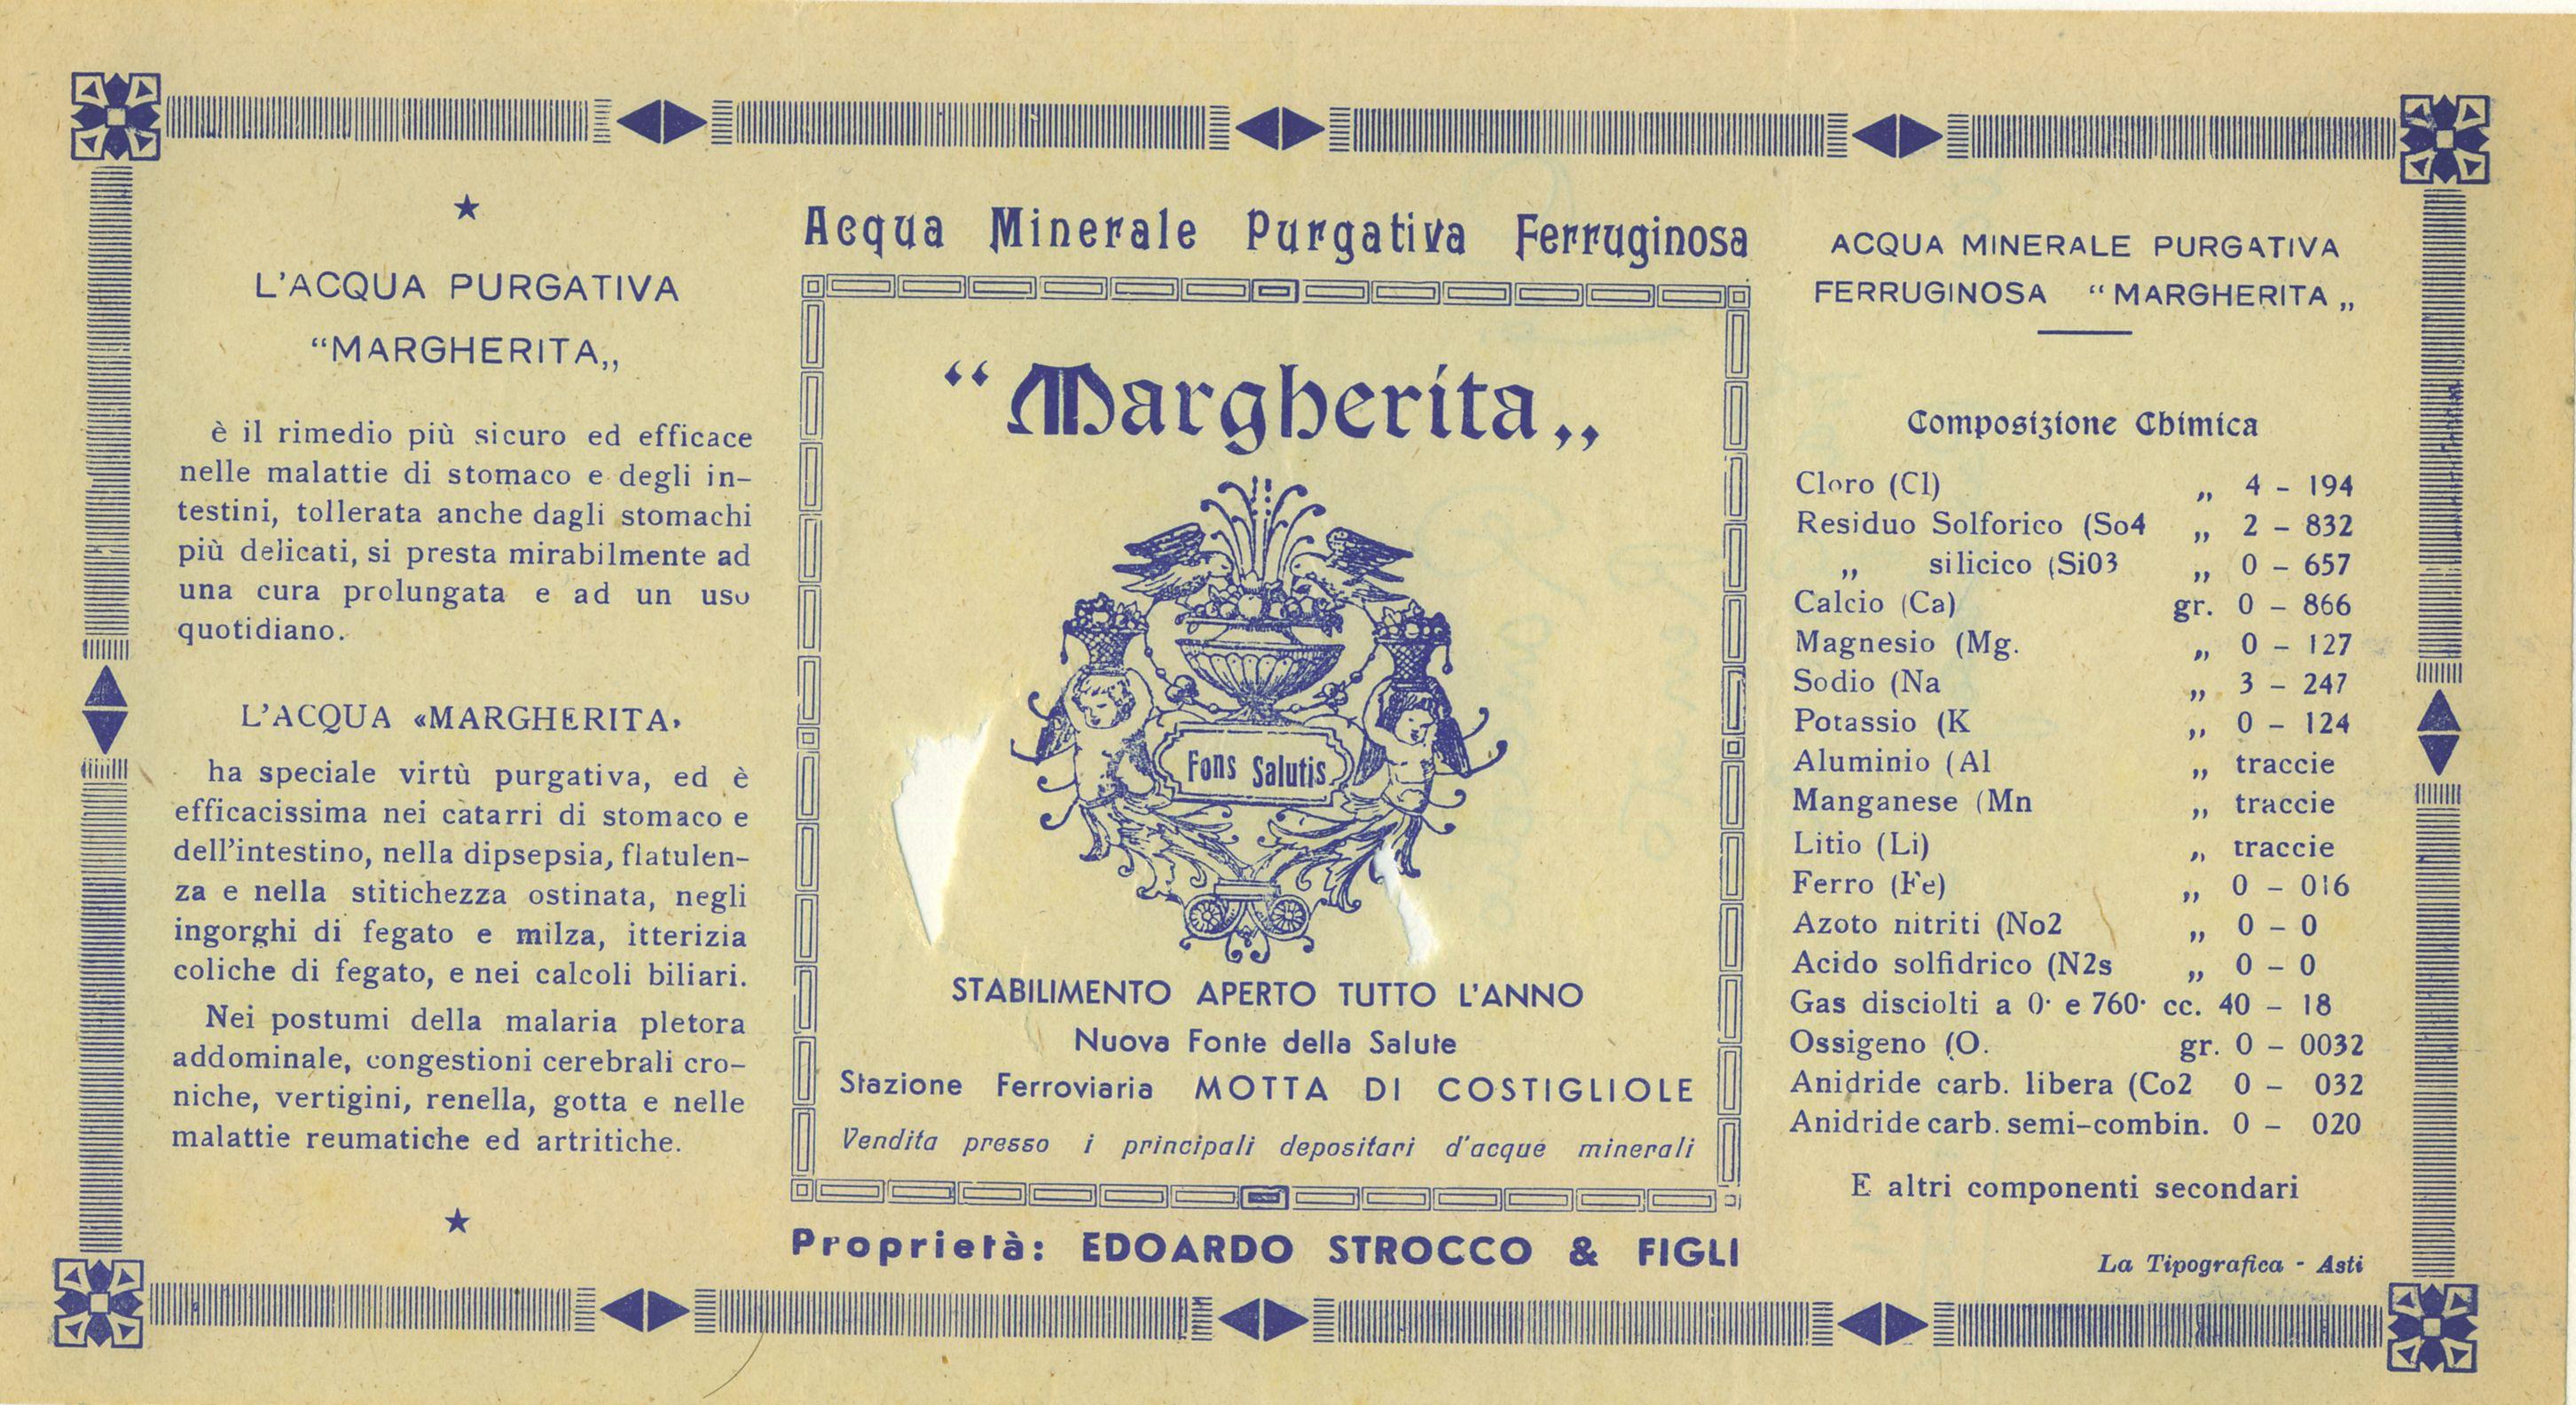 ★
L'ACQUA PURGATIVA
“MARGHERITA„
è il rimedio più sicuro ed efficace
nelle malattie di stomaco e degli in-
testini, tollerata anche dagli stomachi
più delicati, si presta mirabilmente ad
una cura prolungata e ad un uso
quotidiano.
L'ACQUA «MARGHERITA›
ha speciale virtù purgativa, ed è
efficacissima nei catarri di stomaco e
dell'intestino, nella dipsepsia, flatulen-
za e nella stitichezza ostinata, negli
ingorghi di fegato e milza, itterizia
coliche di fegato, e nei calcoli biliari.
Nei postumi della malaria pletora
addominale, congestioni cerebrali cro-
niche, vertigini, renella, gotta e nelle
malattie reumatiche ed artritiche.
★
Acqua Minerale Purgativa Ferruginosa
“Margherita„
Fons Salutis
STABILIMENTO APERTO TUTTO L'ANNO
Nuova Fonte della Salute
Stazione Ferroviaria MOTTA DI COSTIGLIOLE
Vendita presso i principali depositari d'acque minerali
Proprietà: EDOARDO STROCCO & FIGLI
ACQUA MINERALE PURGATIVA
FERRUGINOSA “MARGHERITA„
Composizione Chimica
Cloro (Cl) „ 4 - 194
Residuo Solforico (So4 „ 2 - 832
„ silicico (Si03 „ 0 - 657
Calcio (Ca) gr. 0 - 866
Magnesio (Mg. „ 0 - 127
Sodio (Na „ 3 - 247
Potassio (K „ 0 - 124
Aluminio (Al „ traccie
Manganese (Mn „ traccie
Litio (Li) „ traccie
Ferro (Fe) „ 0 - 016
Azoto nitriti (No2 „ 0 - 0
Acido solfidrico (N2s „ 0 - 0
Gas disciolti a 0· e 760· cc. 40 - 18
Ossigeno (O. gr. 0 - 0032
Anidride carb. libera (Co2 0 - 032
Anidride carb. semi-combin. 0 - 020
E altri componenti secondari
La Tipografica - Asti